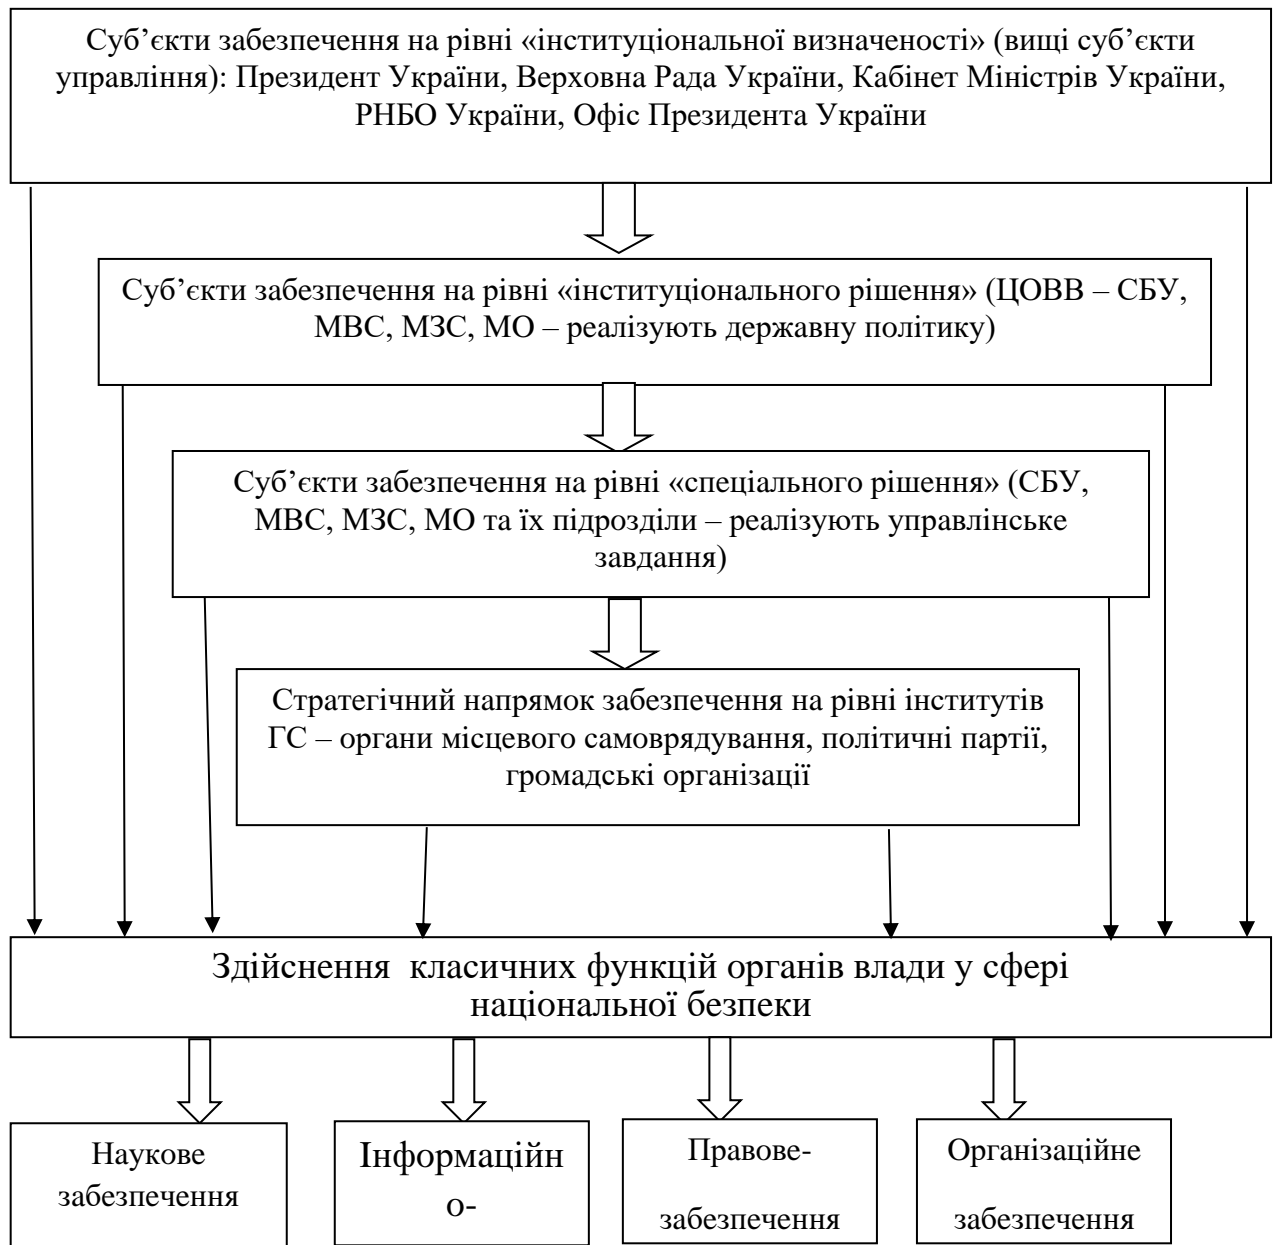 Суб’єкти забезпечення на рівні «інституціональної визначеності» (вищі суб’єкти
управління): Президент України, Верховна Рада України, Кабінет Міністрів України,
РНБО України, Офіс Президента України
Суб’єкти забезпечення на рівні «інституціонального рішення» (ЦОВВ – СБУ,
МВС, МЗС, МО – реалізують державну політику)
Суб’єкти забезпечення на рівні «спеціального рішення» (СБУ,
МВС, МЗС, МО та їх підрозділи – реалізують управлінське
завдання)
Стратегічний напрямок забезпечення на рівні інститутів
ГС – органи місцевого самоврядування, політичні партії,
громадські організації
Здійснення класичних функцій органів влади у сфері
національної безпеки
Наукове
забезпечення
Інформаційн
о-
Правове-
забезпечення
Організаційне
забезпечення